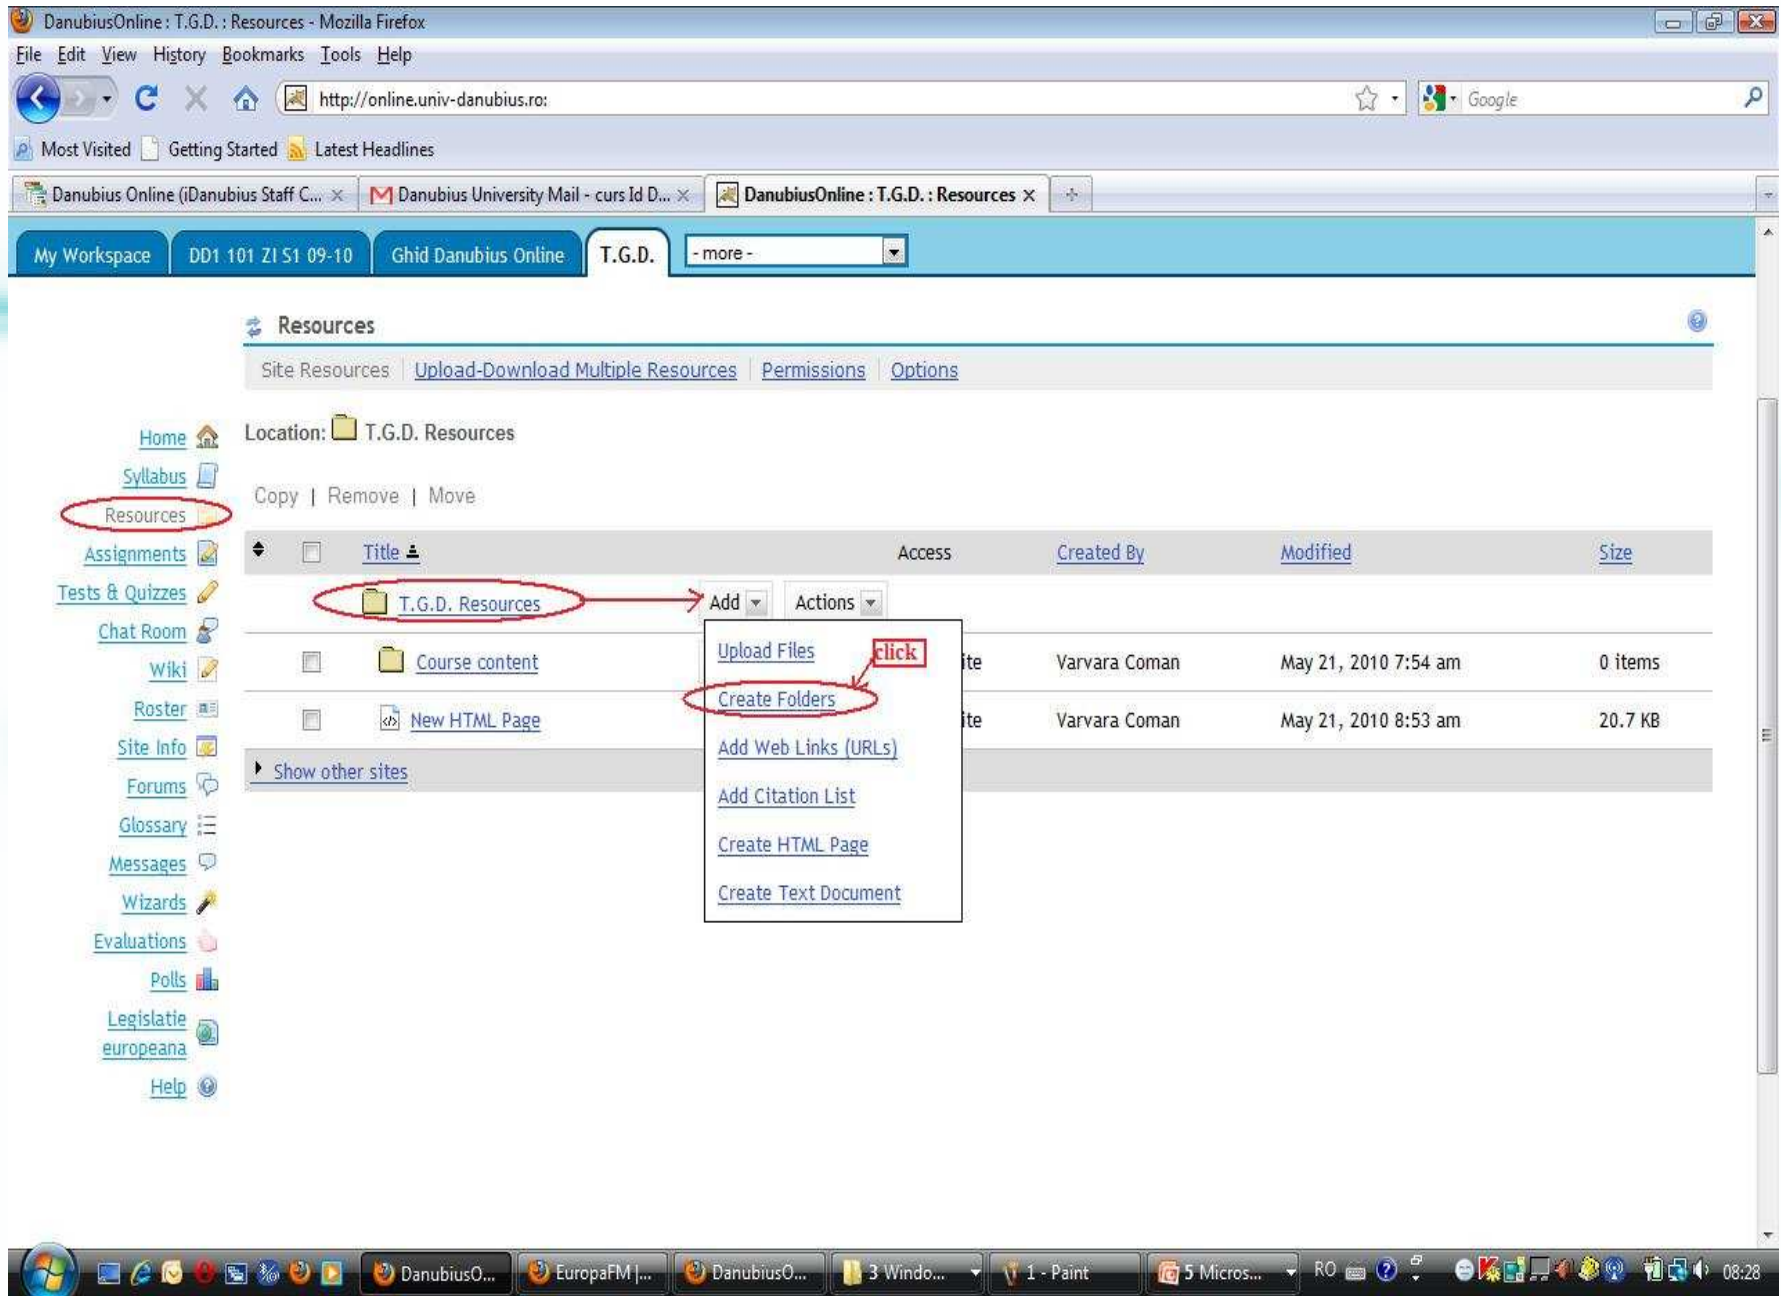 DanubiusOnline : T.G.D. : Resources - Mozilla Firefox
File Edit View History Bookmarks Tools Help
http://online.univ-danubius.ro:
Google
Most Visited Getting Started Latest Headlines
Danubius Online (iDanubius Staff C... Danubius University Mail - curs Id D... DanubiusOnline : T.G.D. : Resources
My Workspace DD1 101 ZI S1 09-10 Ghid Danubius Online T.G.D. - more -
Resources
Site Resources Upload-Download Multiple Resources Permissions Options
Location: T.G.D. Resources
Copy | Remove | Move
Home
Syllabus
Resources
Assignments
Tests & Quizzes
Chat Room
Wiki
Roster
Site Info
Forums
Glossary
Messages
Wizards
Evaluations
Polls
Legislatie
europeana
Help
Title Access Created By Modified Size
T.G.D. Resources Add Actions
Course content ite Varvara Coman May 21, 2010 7:54 am 0 items
New HTML Page ite Varvara Coman May 21, 2010 8:53 am 20.7 KB
Show other sites
Upload Files
click
Create Folders
Add Web Links (URLs)
Add Citation List
Create HTML Page
Create Text Document
DanubiusO... EuropaFM |... DanubiusO... 3 Windo... 1 - Paint 5 Micros... RO 08:28